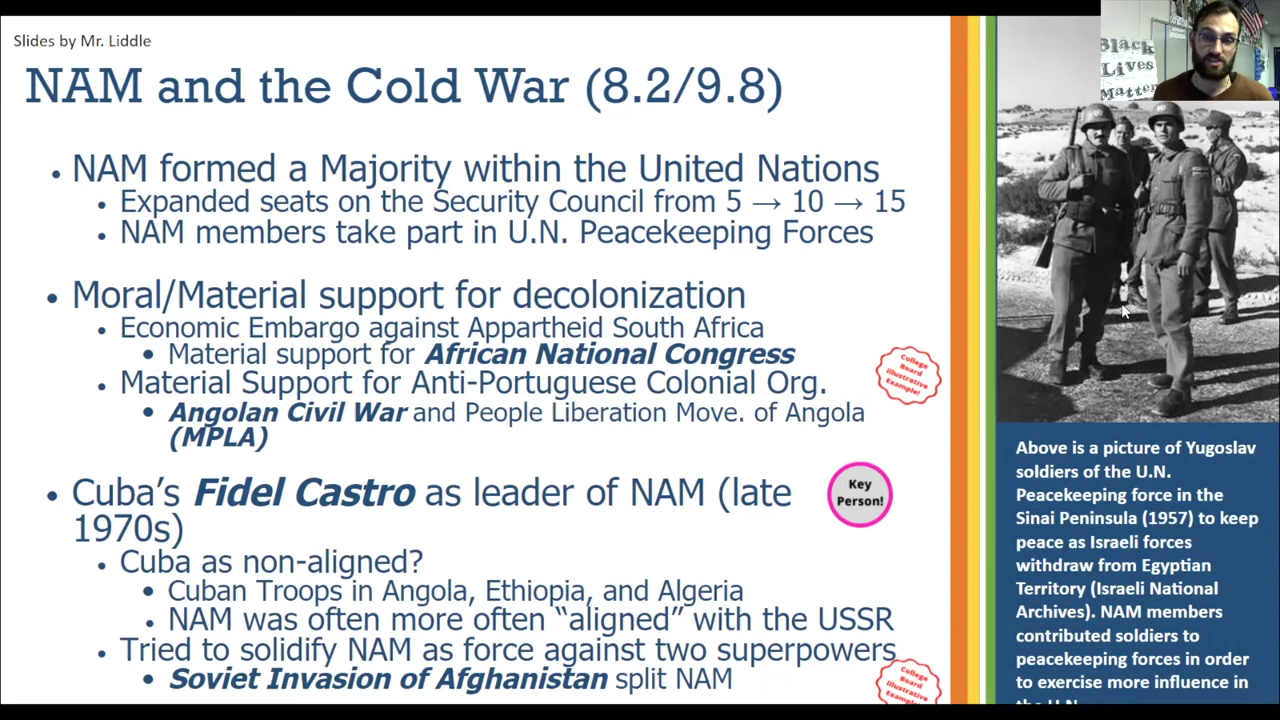 Slides by Mr. Liddle
NAM and the Cold War (8.2/9.8)
• NAM formed a Majority within the United Nations
• Expanded seats on the Security Council from 5 → 10 → 15
• NAM members take part in U.N. Peacekeeping Forces
• Moral/Material support for decolonization
• Economic Embargo against Appartheid South Africa
• Material support for African National Congress
• Material Support for Anti-Portuguese Colonial Org.
• Angolan Civil War and People Liberation Move. of Angola
(MPLA)
College
Board
Illustrative
Example!
• Cuba's Fidel Castro as leader of NAM (late
1970s)
Key
Person!
• Cuba as non-aligned?
• Cuban Troops in Angola, Ethiopia, and Algeria
• NAM was often more often “aligned” with the USSR
• Tried to solidify NAM as force against two superpowers
• Soviet Invasion of Afghanistan split NAM
College
Board
Illustrative
Example!
Black
Lives
Matter
Above is a picture of Yugoslav
soldiers of the U.N.
Peacekeeping force in the
Sinai Peninsula (1957) to keep
peace as Israeli forces
withdraw from Egyptian
Territory (Israeli National
Archives). NAM members
contributed soldiers to
peacekeeping forces in order
to exercise more influence in
the U.N.